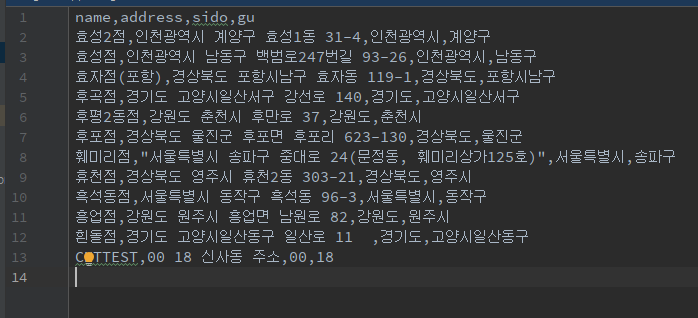 1 name,address,sido,gu
2 효성2점,인천광역시 계양구 효성1동 31-4,인천광역시,계양구
3 효성점,인천광역시 남동구 백범로247번길 93-26,인천광역시,남동구
4 효자점(포항),경상북도 포항시남구 효자동 119-1,경상북도,포항시남구
5 후곡점,경기도 고양시일산서구 강선로 140,경기도,고양시일산서구
6 후평2동점,강원도 춘천시 후만로 37,강원도,춘천시
7 후포점,경상북도 울진군 후포면 후포리 623-130,경상북도,울진군
8 훼미리점,"서울특별시 송파구 중대로 24(문정동, 훼미리상가125호)",서울특별시,송파구
9 휴천점,경상북도 영주시 휴천2동 303-21,경상북도,영주시
10 흑석동점,서울특별시 동작구 흑석동 96-3,서울특별시,동작구
11 흥업점,강원도 원주시 흥업면 남원로 82,강원도,원주시
12 흰돌점,경기도 고양시일산동구 일산로 11  ,경기도,고양시일산동구
13 ,00 18 신사동 주소,00,18
14